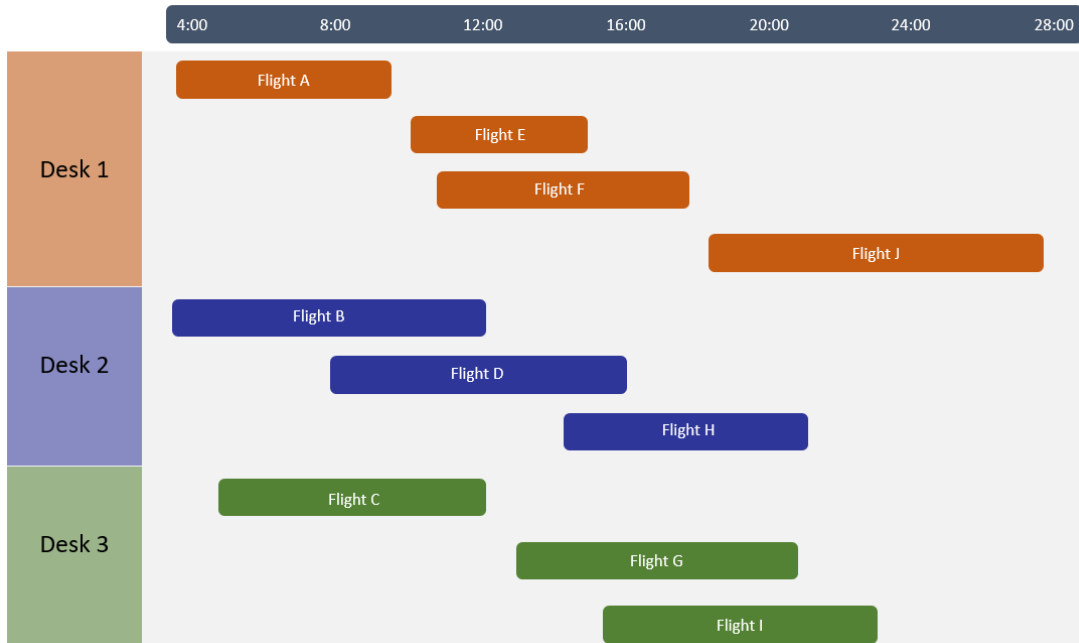 4:00 8:00 12:00 16:00 20:00 24:00 28:00
Desk 1
Flight A
Flight E
Flight F
Flight J
Desk 2
Flight B
Flight D
Flight H
Desk 3
Flight C
Flight G
Flight I